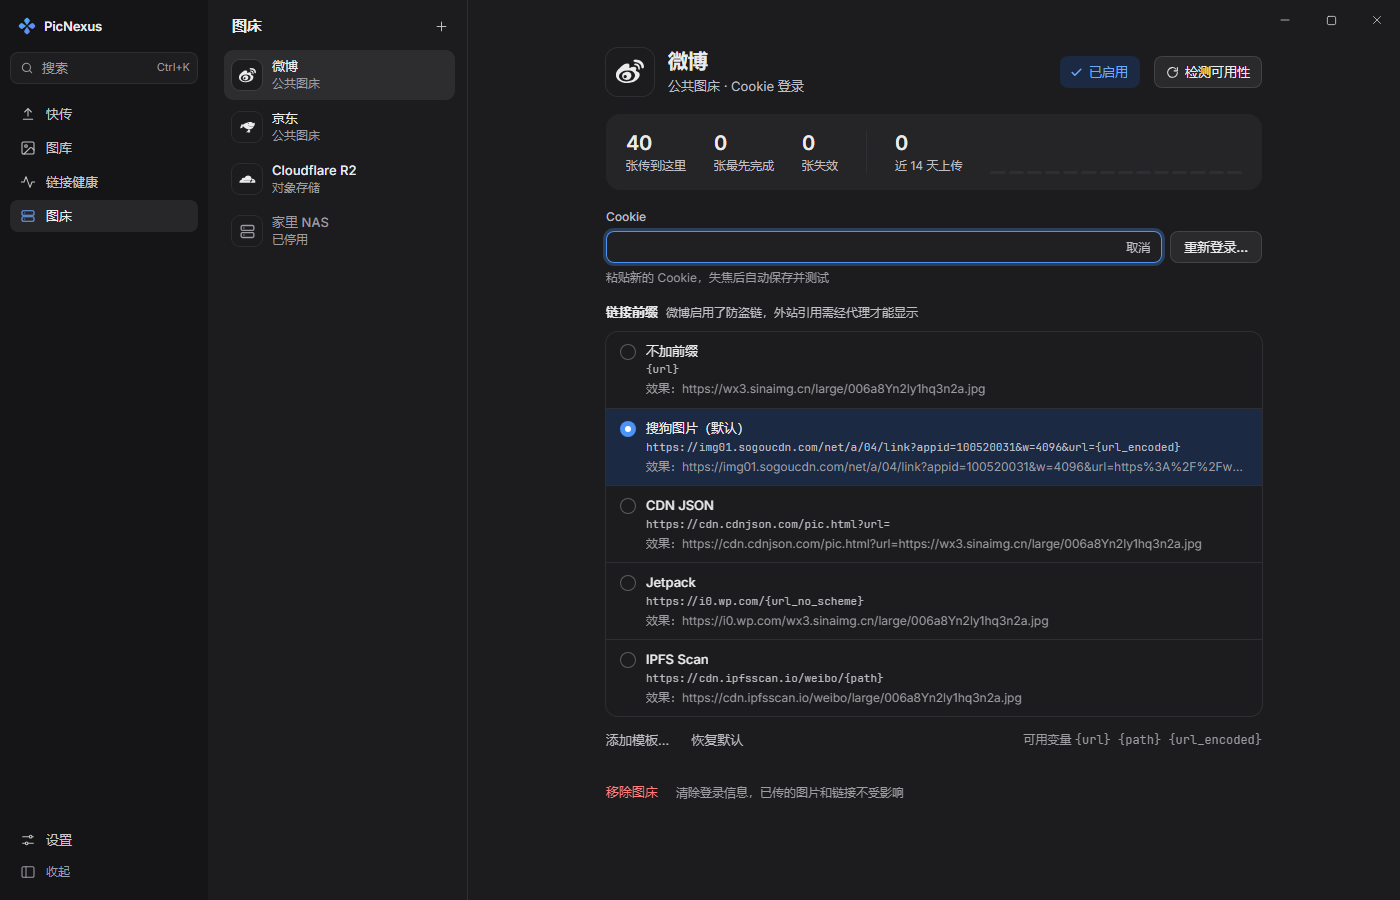 PicNexus
搜索 Ctrl+K
快传
图库
链接健康
图床
设置
收起
图床
微博
公共图床
京东
公共图床
Cloudflare R2
对象存储
家里 NAS
已停用
微博
公共图床 · Cookie 登录
已启用
检测可用性
40
张传到这里
0
张最先完成
0
张失效
0
近 14 天上传
Cookie
取消
重新登录...
粘贴新的 Cookie，失焦后自动保存并测试
链接前缀 微博启用了防盗链，外站引用需经代理才能显示
不加前缀
{url}
效果：https://wx3.sinaimg.cn/large/006a8Yn2ly1hq3n2a.jpg
搜狗图片（默认）
https://img01.sogoucdn.com/net/a/04/link?appid=100520031&w=4096&url={url_encoded}
效果：https://img01.sogoucdn.com/net/a/04/link?appid=100520031&w=4096&url=https%3A%2F%2Fw...
CDN JSON
https://cdn.cdnjson.com/pic.html?url=
效果：https://cdn.cdnjson.com/pic.html?url=https://wx3.sinaimg.cn/large/006a8Yn2ly1hq3n2a.jpg
Jetpack
https://i0.wp.com/{url_no_scheme}
效果：https://i0.wp.com/wx3.sinaimg.cn/large/006a8Yn2ly1hq3n2a.jpg
IPFS Scan
https://cdn.ipfsscan.io/weibo/{path}
效果：https://cdn.ipfsscan.io/weibo/large/006a8Yn2ly1hq3n2a.jpg
添加模板... 恢复默认 可用变量 {url} {path} {url_encoded}
移除图床 清除登录信息，已传的图片和链接不受影响